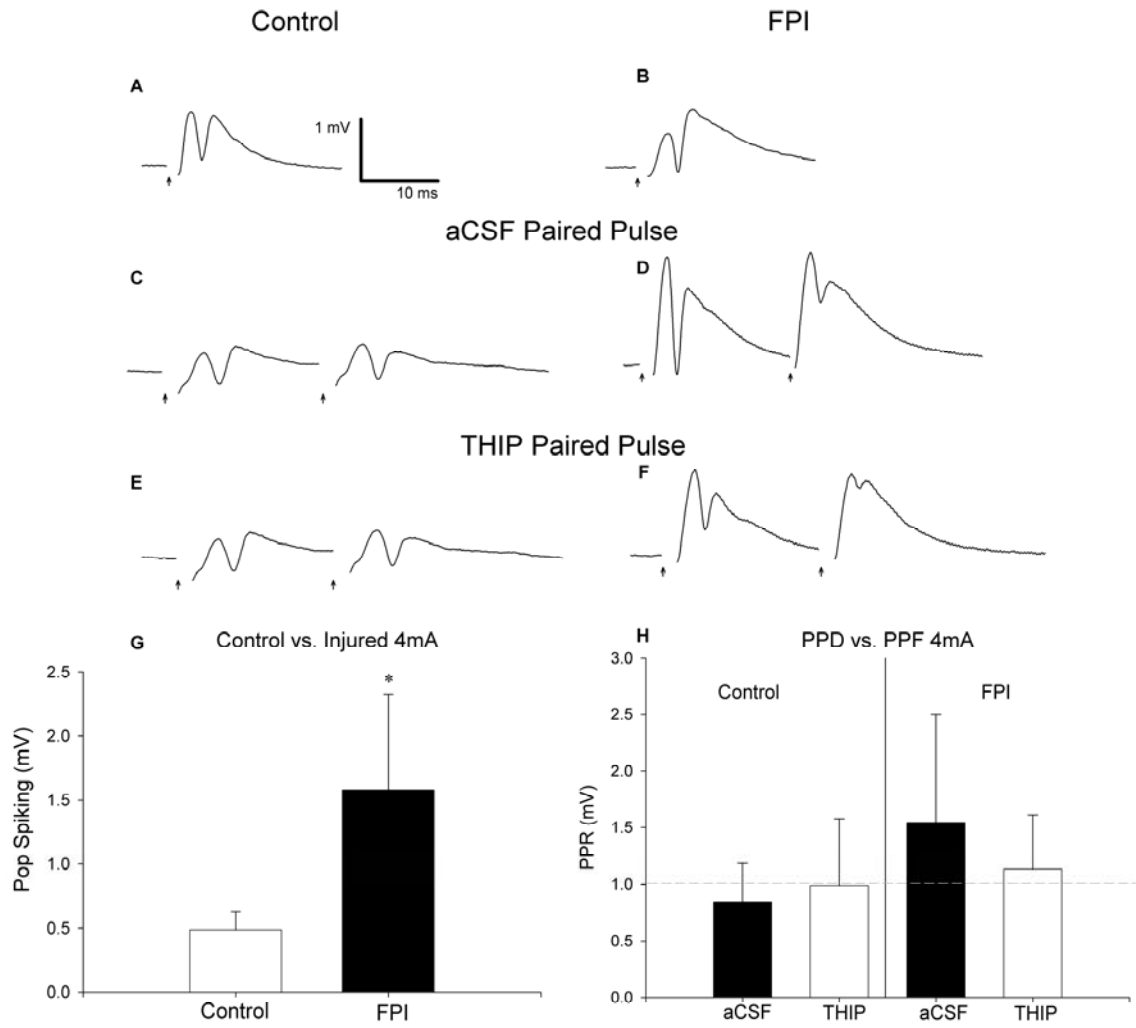 Control FPI
A B
1 mV
10 ms
aCSF Paired Pulse
C D
THIP Paired Pulse
E F
G Control vs. Injured 4mA
Pop Spiking (mV)
2.5
2.0
1.5
1.0
0.5
0.0
*
Control FPI
H PPD vs. PPF 4mA
PPR (mV)
3.0
2.5
2.0
1.5
1.0
0.5
0.0
Control FPI
aCSF THIP aCSF THIP